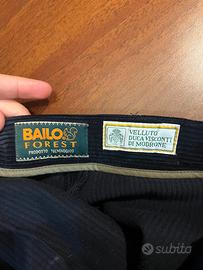 BAILO
FOREST
PRODOTTO TECNOLOGICO
VELLUTO
DUCA VISCONTI
DI MODRONE
subito